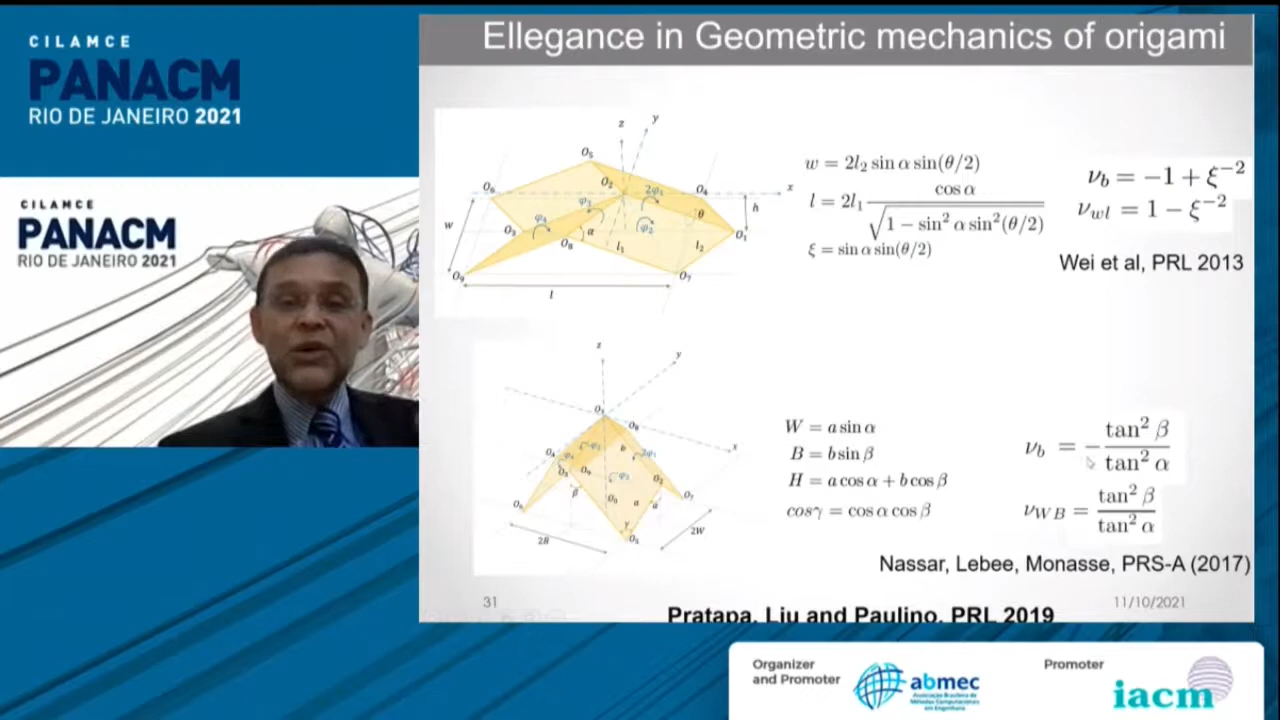 CILAMCE
PANACM
RIO DE JANEIRO 2021
CILAMCE
PANACM
RIO DE JANEIRO 2021
Ellegance in Geometric mechanics of origami
w = 2l₂ sin α sin(θ/2)
l = 2l₁ cos α / √(1 − sin² α sin²(θ/2))
ξ = sin α sin(θ/2)
ν_b = −1 + ξ⁻²
ν_wl = 1 − ξ⁻²
Wei et al, PRL 2013
W = a sin α
B = b sin β
H = a cos α + b cos β
cosγ = cos α cos β
ν_b = − tan² β / tan² α
ν_WB = tan² β / tan² α
Nassar, Lebee, Monasse, PRS-A (2017)
31
Pratapa, Liu and Paulino, PRL 2019
11/10/2021
Organizer
and Promoter
abmec
Associação Brasileira de
Métodos Computacionais
em Engenharia
Promoter
iacm